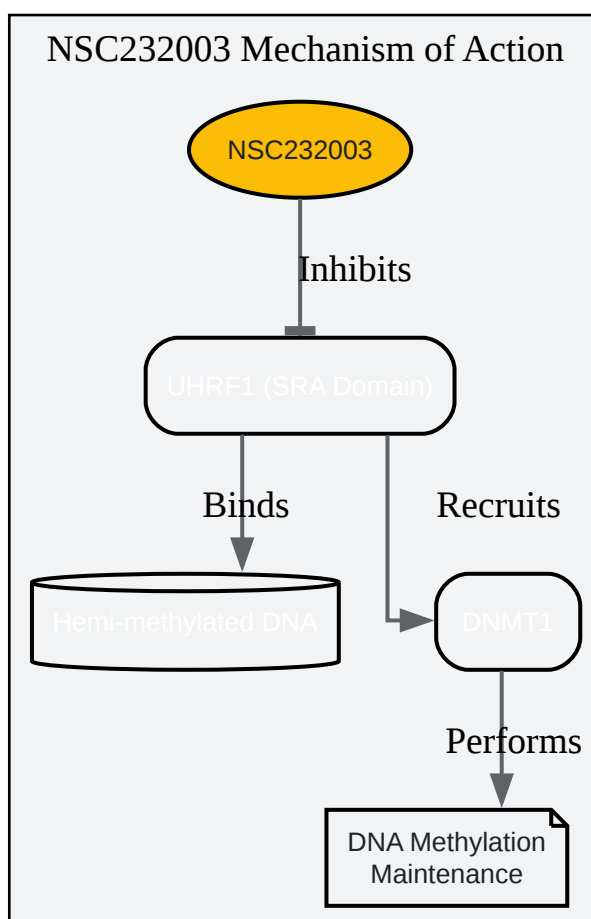 NSC232003 Mechanism of Action
NSC232003
Inhibits
UHRF1 (SRA Domain)
Binds
Recruits
Hemi-methylated DNA
DNMT1
Performs
DNA Methylation
Maintenance